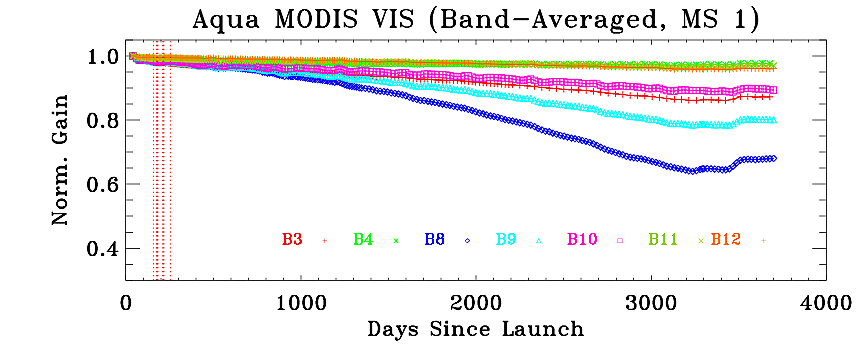 Aqua MODIS VIS (Band-Averaged, MS 1)
Norm. Gain
1.0
0.8
0.6
0.4
B3 B4 B8 B9 B10 B11 B12
0 1000 2000 3000 4000
Days Since Launch